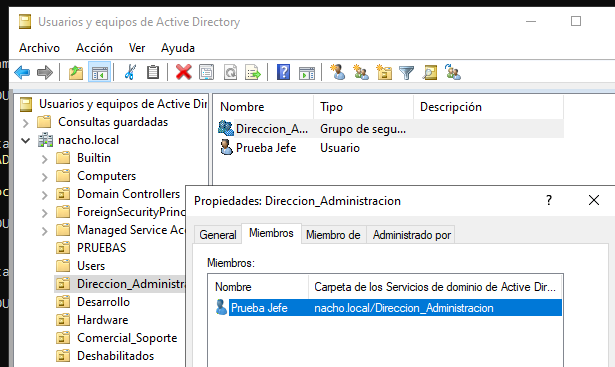 Usuarios y equipos de Active Directory
Archivo Acción Ver Ayuda
Usuarios y equipos de Active Dir
Consultas guardadas
nacho.local
Builtin
Computers
Domain Controllers
ForeignSecurityPrinc
Managed Service Acc
PRUEBAS
Users
Direccion_Administra
Desarrollo
Hardware
Comercial_Soporte
Deshabilitados
Nombre Tipo Descripción
Direccion_A... Grupo de segu...
Prueba Jefe Usuario
Propiedades: Direccion_Administracion
General Miembros Miembro de Administrado por
Miembros:
Nombre Carpeta de los Servicios de dominio de Active Dir...
Prueba Jefe nacho.local/Direccion_Administracion